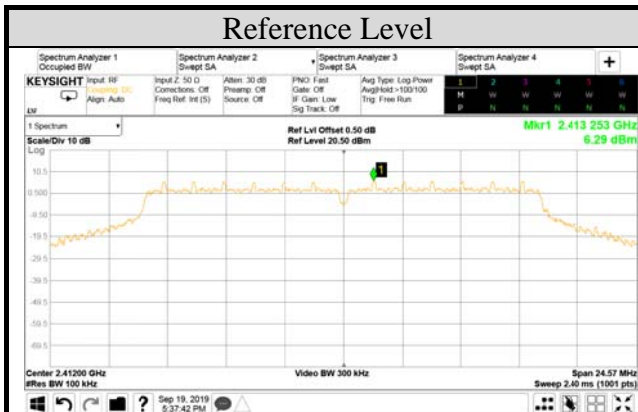 Reference Level
Spectrum Analyzer 1 Occupied BW
Spectrum Analyzer 2 Swept SA
Spectrum Analyzer 3 Swept SA
Spectrum Analyzer 4 Swept SA
+
KEYSIGHT
Input: RF
Coupling: DC
Align: Auto
Input Z: 50 Ω
Corrections: Off
Freq Ref: Int (S)
Atten: 30 dB
Preamp: Off
Source: Off
PNO: Fast
Gate: Off
IF Gain: Low
Sig Track: Off
Avg Type: Log-Power
Avg|Hold:>100/100
Trig: Free Run
1 2 3 4 5 6
M W W W W W
P N N N N N
1 Spectrum
Scale/Div 10 dB
Log
Ref Lvl Offset 0.50 dB
Ref Level 20.50 dBm
Mkr1 2.413 253 GHz
6.29 dBm
10.5
0.500
-9.50
-19.5
-29.5
-39.5
-49.5
-59.5
-69.5
1
Center 2.41200 GHz
#Res BW 100 kHz
Video BW 300 kHz
Span 24.57 MHz
Sweep 2.40 ms (1001 pts)
?
Sep 19, 2019
5:37:42 PM